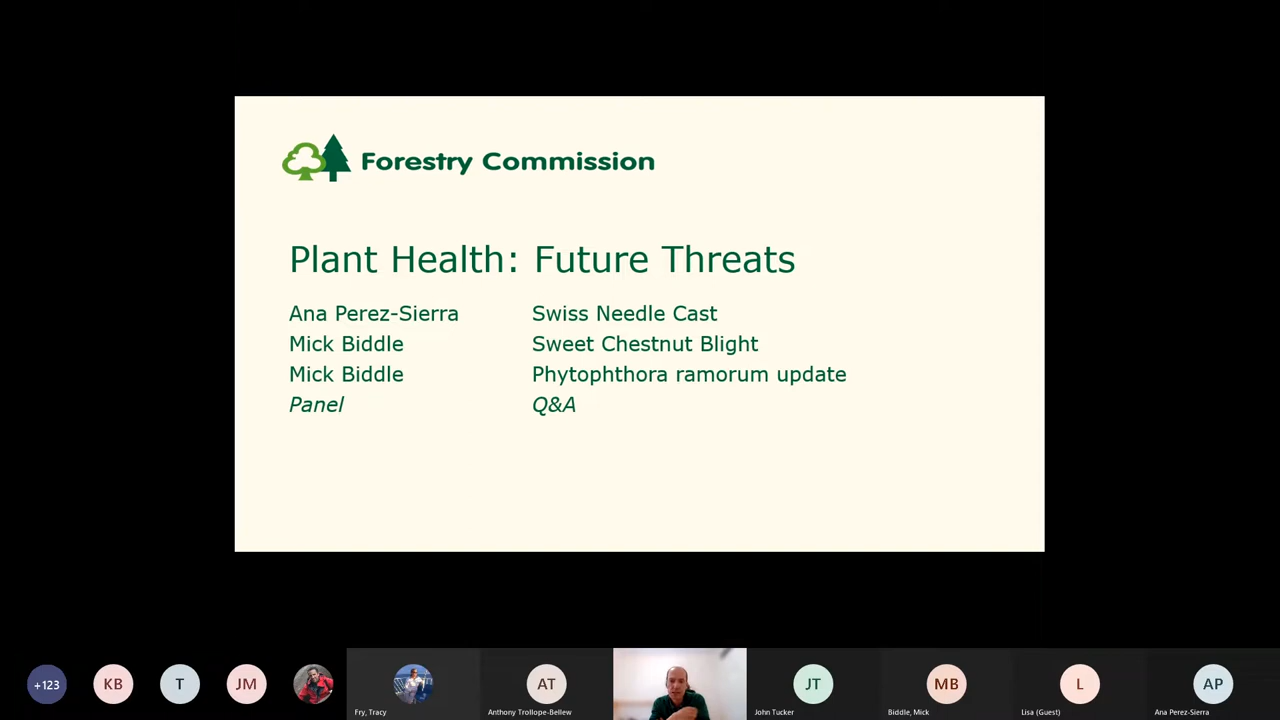 Forestry Commission
Plant Health: Future Threats
Ana Perez-Sierra Swiss Needle Cast
Mick Biddle Sweet Chestnut Blight
Mick Biddle Phytophthora ramorum update
Panel Q&A
+123 KB T JM AT JT MB L AP
Fry, Tracy Anthony Trollope-Bellew John Tucker Biddle, Mick Lisa (Guest) Ana Perez-Sierra